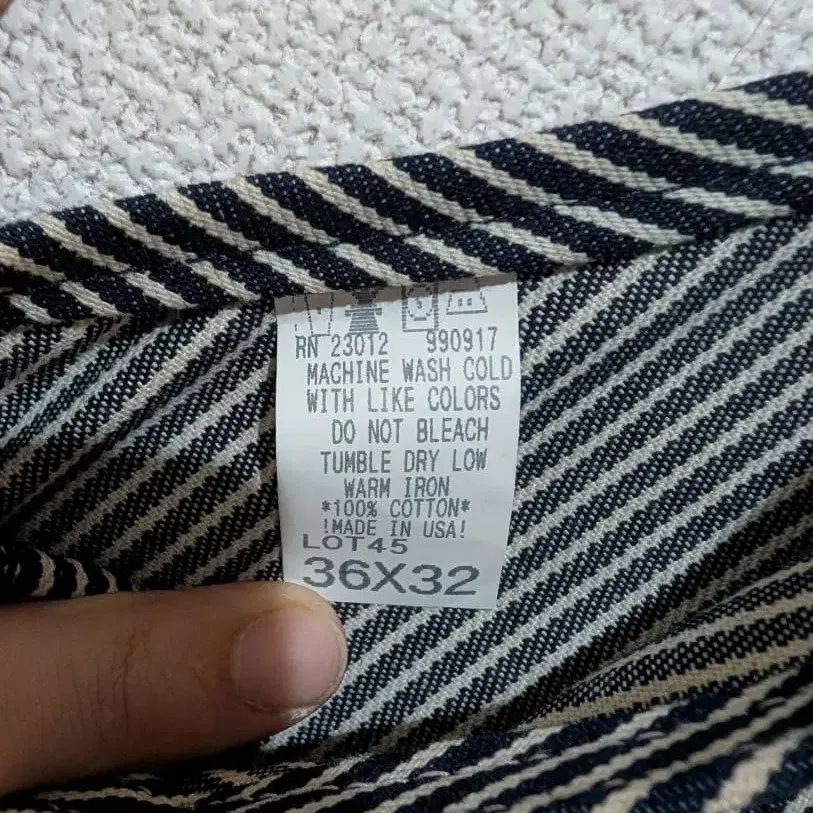 RN 23012 990917
MACHINE WASH COLD
WITH LIKE COLORS
DO NOT BLEACH
TUMBLE DRY LOW
WARM IRON
*100% COTTON*
!MADE IN USA!
LOT45
36X32